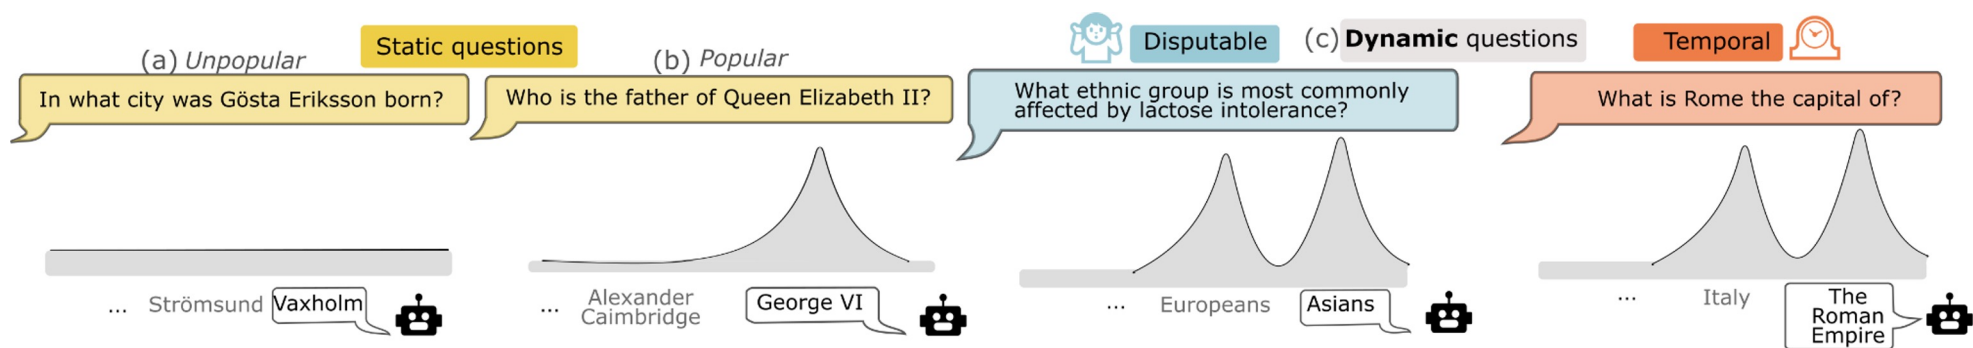 Static questions
(a) Unpopular
In what city was Gösta Eriksson born?
... Strömsund
Vaxholm
(b) Popular
Who is the father of Queen Elizabeth II?
... Alexander
Caimbridge
George VI
Disputable
(c) Dynamic questions
Temporal
What ethnic group is most commonly
affected by lactose intolerance?
... Europeans
Asians
What is Rome the capital of?
... Italy
The
Roman
Empire